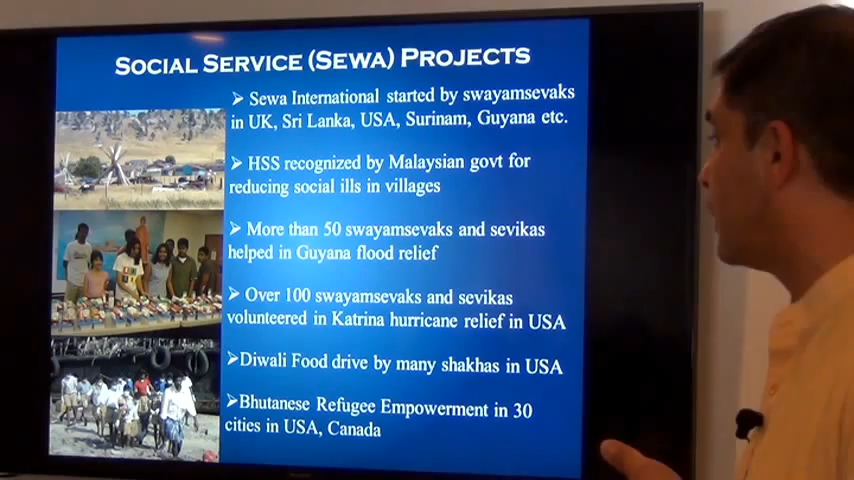 SOCIAL SERVICE (SEWA) PROJECTS
➢ Sewa International started by swayamsevaks
in UK, Sri Lanka, USA, Surinam, Guyana etc.
➢ HSS recognized by Malaysian govt for
reducing social ills in villages
➢ More than 50 swayamsevaks and sevikas
helped in Guyana flood relief
➢ Over 100 swayamsevaks and sevikas
volunteered in Katrina hurricane relief in USA
➢Diwali Food drive by many shakhas in USA
➢Bhutanese Refugee Empowerment in 30
cities in USA, Canada